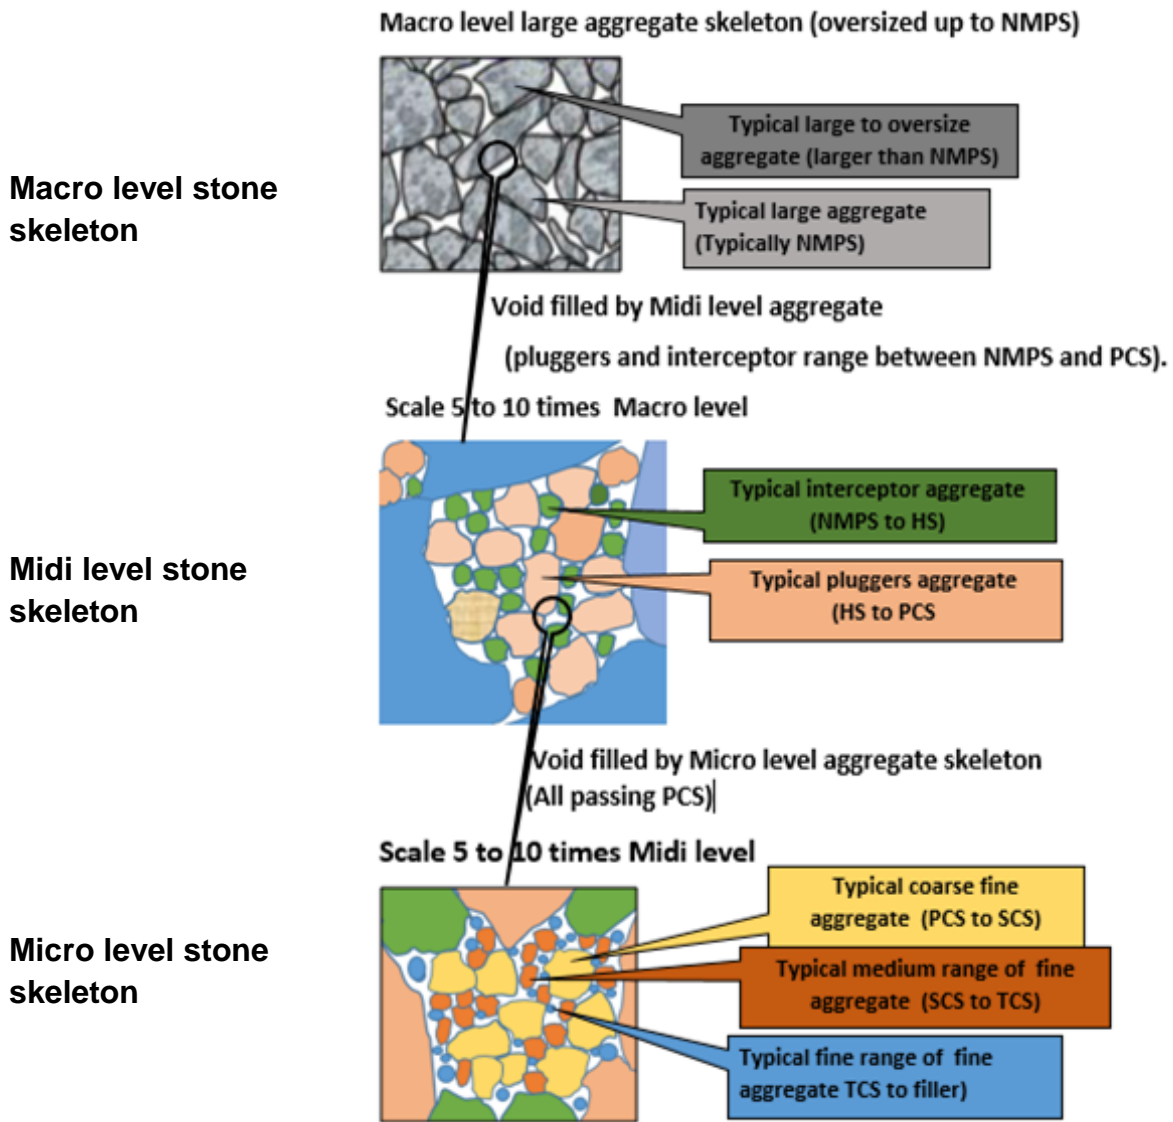 Macro level large aggregate skeleton (oversized up to NMPS)
Typical large to oversize
aggregate (larger than NMPS)
Macro level stone
skeleton
Typical large aggregate
(Typically NMPS)
Void filled by Midi level aggregate
(pluggers and interceptor range between NMPS and PCS).
Scale 5 to 10 times Macro level
Typical interceptor aggregate
(NMPS to HS)
Midi level stone
skeleton
Typical pluggers aggregate
(HS to PCS
Void filled by Micro level aggregate skeleton
(All passing PCS)
Scale 5 to 10 times Midi level
Typical coarse fine
aggregate (PCS to SCS)
Micro level stone
skeleton
Typical medium range of fine
aggregate (SCS to TCS)
Typical fine range of fine
aggregate TCS to filler)